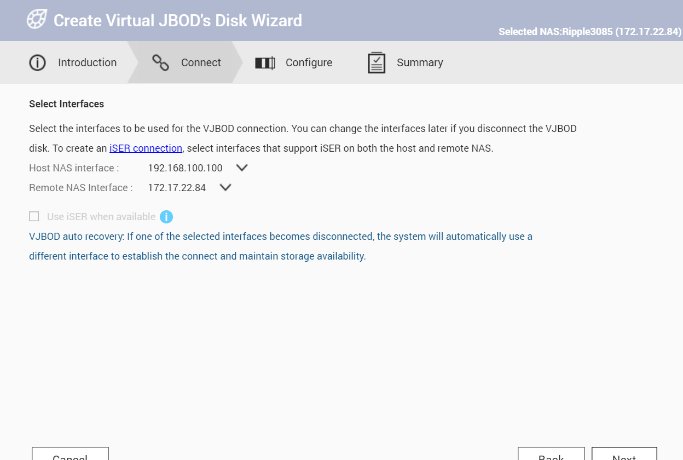 Create Virtual JBOD's Disk Wizard
Selected NAS:Ripple3085 (172.17.22.84)
Introduction
Connect
Configure
Summary
Select Interfaces
Select the interfaces to be used for the VJBOD connection. You can change the interfaces later if you disconnect the VJBOD
disk. To create an iSER connection, select interfaces that support iSER on both the host and remote NAS.
Host NAS interface : 192.168.100.100
Remote NAS Interface : 172.17.22.84
Use iSER when available
VJBOD auto recovery: If one of the selected interfaces becomes disconnected, the system will automatically use a
different interface to establish the connect and maintain storage availability.
Cancel
Back
Next